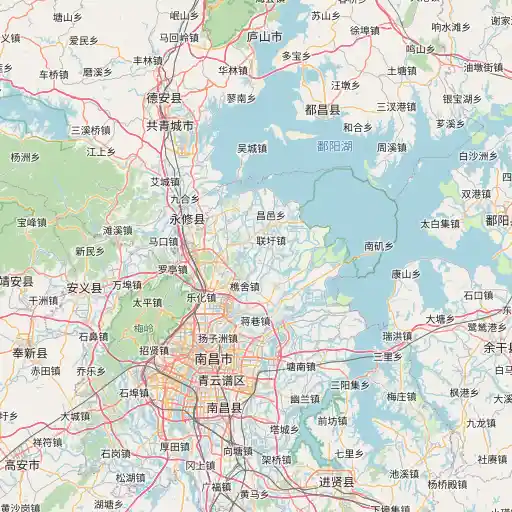 塘山镇
岷山乡
苏山乡
徐埠镇
响水滩乡
爱民乡
马回岭镇
庐山市
鸣山乡
丰林镇
多宝乡
车桥镇
磨溪乡
华林镇
土塘镇
油墩街镇
汪墩乡
德安县
蓼南乡
都昌县
三汊港镇
银宝湖乡
共青城市
和合乡
芗溪乡
三溪桥镇
江上乡
吴城镇
鄱阳湖
周溪镇
白沙洲乡
杨洲乡
艾城镇
双港镇
九合乡
宝峰镇
滩溪镇
永修县
昌邑乡
太白集镇
马口镇
联圩镇
南矶乡
新民乡
罗亭镇
康山乡
靖安县
万埠镇
安义县
干洲镇
太平镇
乐化镇
樵舍镇
石口镇
梅岭
蒋巷镇
大塘乡
鹭鸶港乡
石鼻镇
扬子洲镇
瑞洪镇
奉新县
招贤镇
南昌市
三里乡
余干县
赤田镇
乔乐乡
青云谱区
塘南镇
三阳集乡
石埠镇
南昌县
幽兰镇
梅庄镇
枫港乡
大城镇
前坊镇
九龙镇
祥符镇
塔城乡
厚田镇
向塘镇
七里乡
石岗镇
冈上镇
架桥镇
社赓镇
高安市
松湖镇
池溪乡
广福镇
黄马乡
进贤县
杨桥殿镇
黄沙岗镇
湖塘乡
下埠集乡